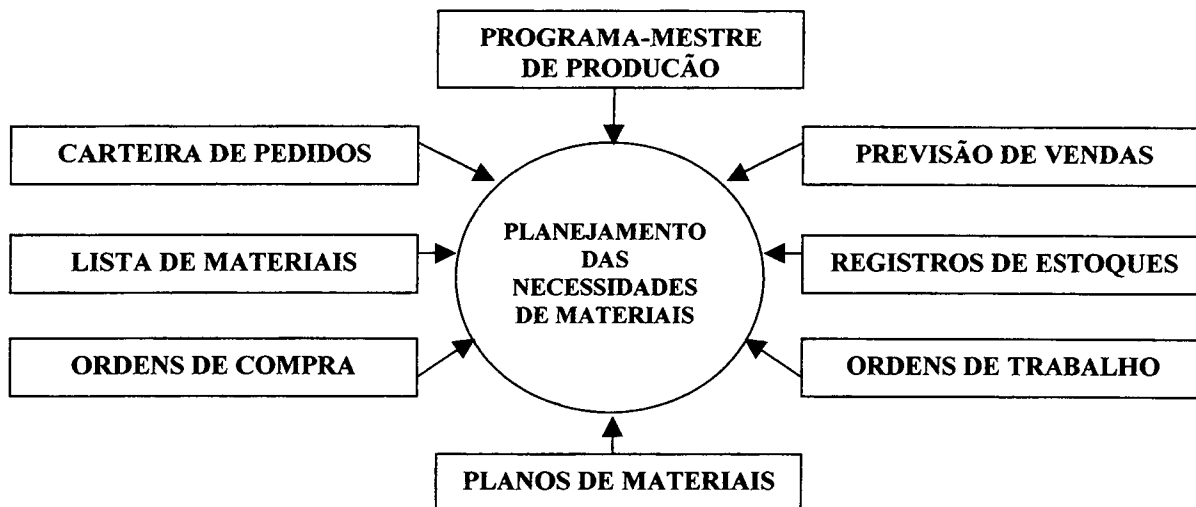 PROGRAMA-MESTRE
DE PRODUCÃO
CARTEIRA DE PEDIDOS
PREVISÃO DE VENDAS
PLANEJAMENTO
DAS
NECESSIDADES
DE MATERIAIS
LISTA DE MATERIAIS
REGISTROS DE ESTOQUES
ORDENS DE COMPRA
ORDENS DE TRABALHO
PLANOS DE MATERIAIS